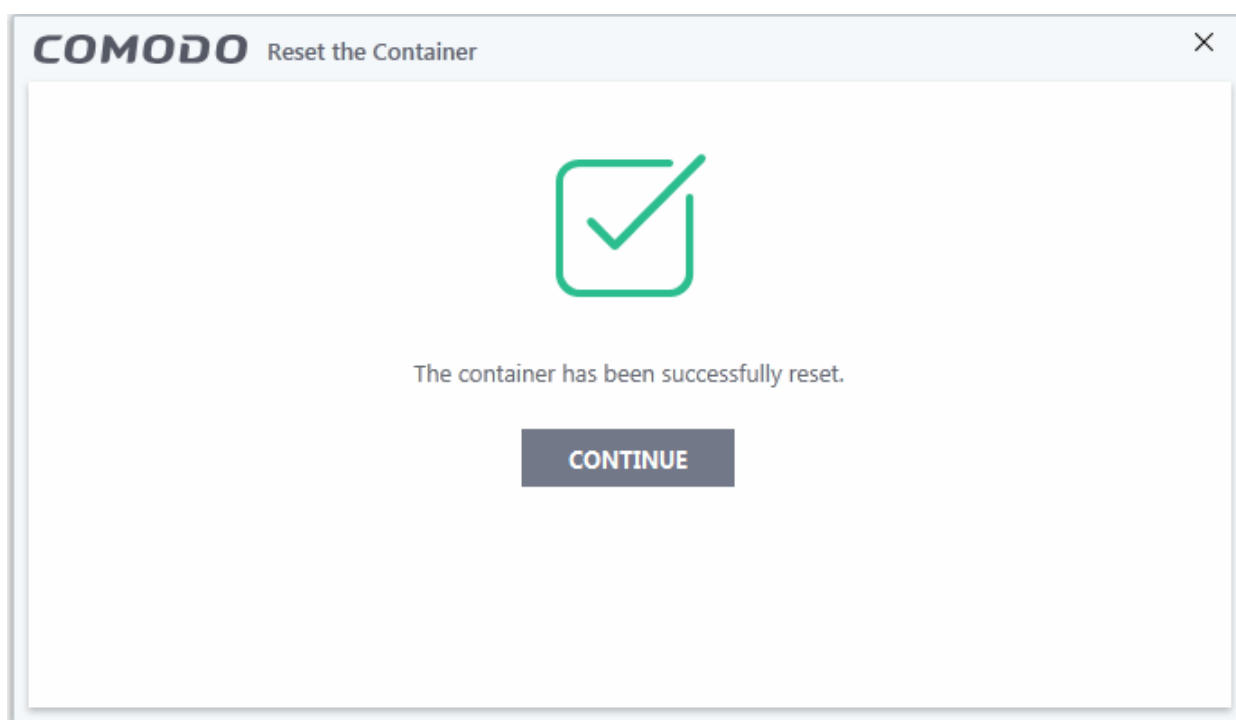 COMODO Reset the Container
The container has been successfully reset.
CONTINUE